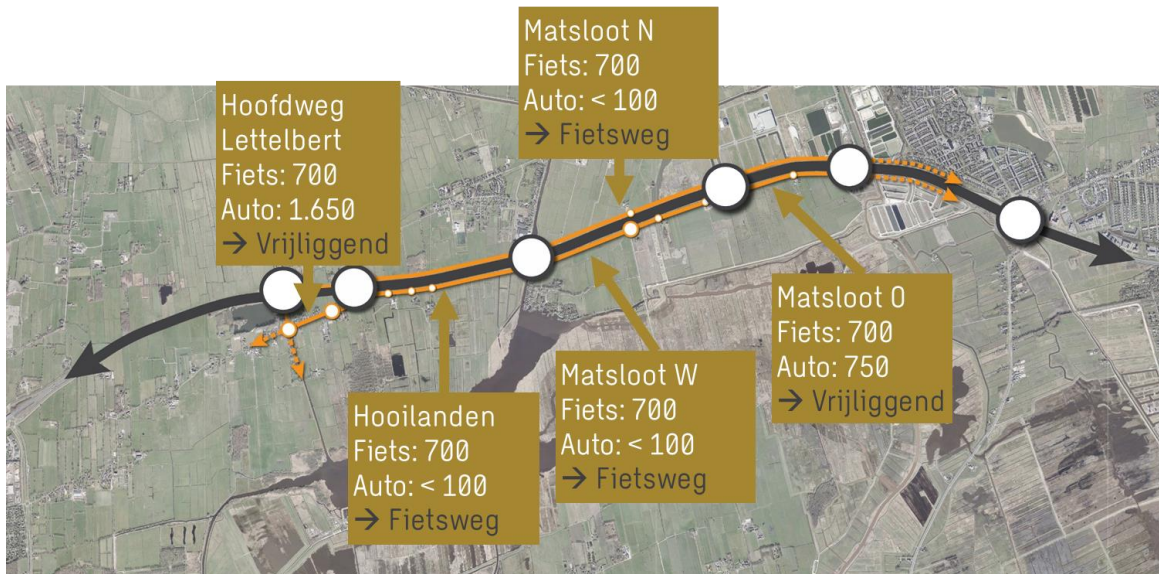 Matsloot N
Fiets: 700
Auto: < 100
→ Fietsweg
Hoofdweg
Lettelbert
Fiets: 700
Auto: 1.650
→ Vrijliggend
Matsloot O
Fiets: 700
Auto: 750
→ Vrijliggend
Matsloot W
Fiets: 700
Auto: < 100
→ Fietsweg
Hooilanden
Fiets: 700
Auto: < 100
→ Fietsweg